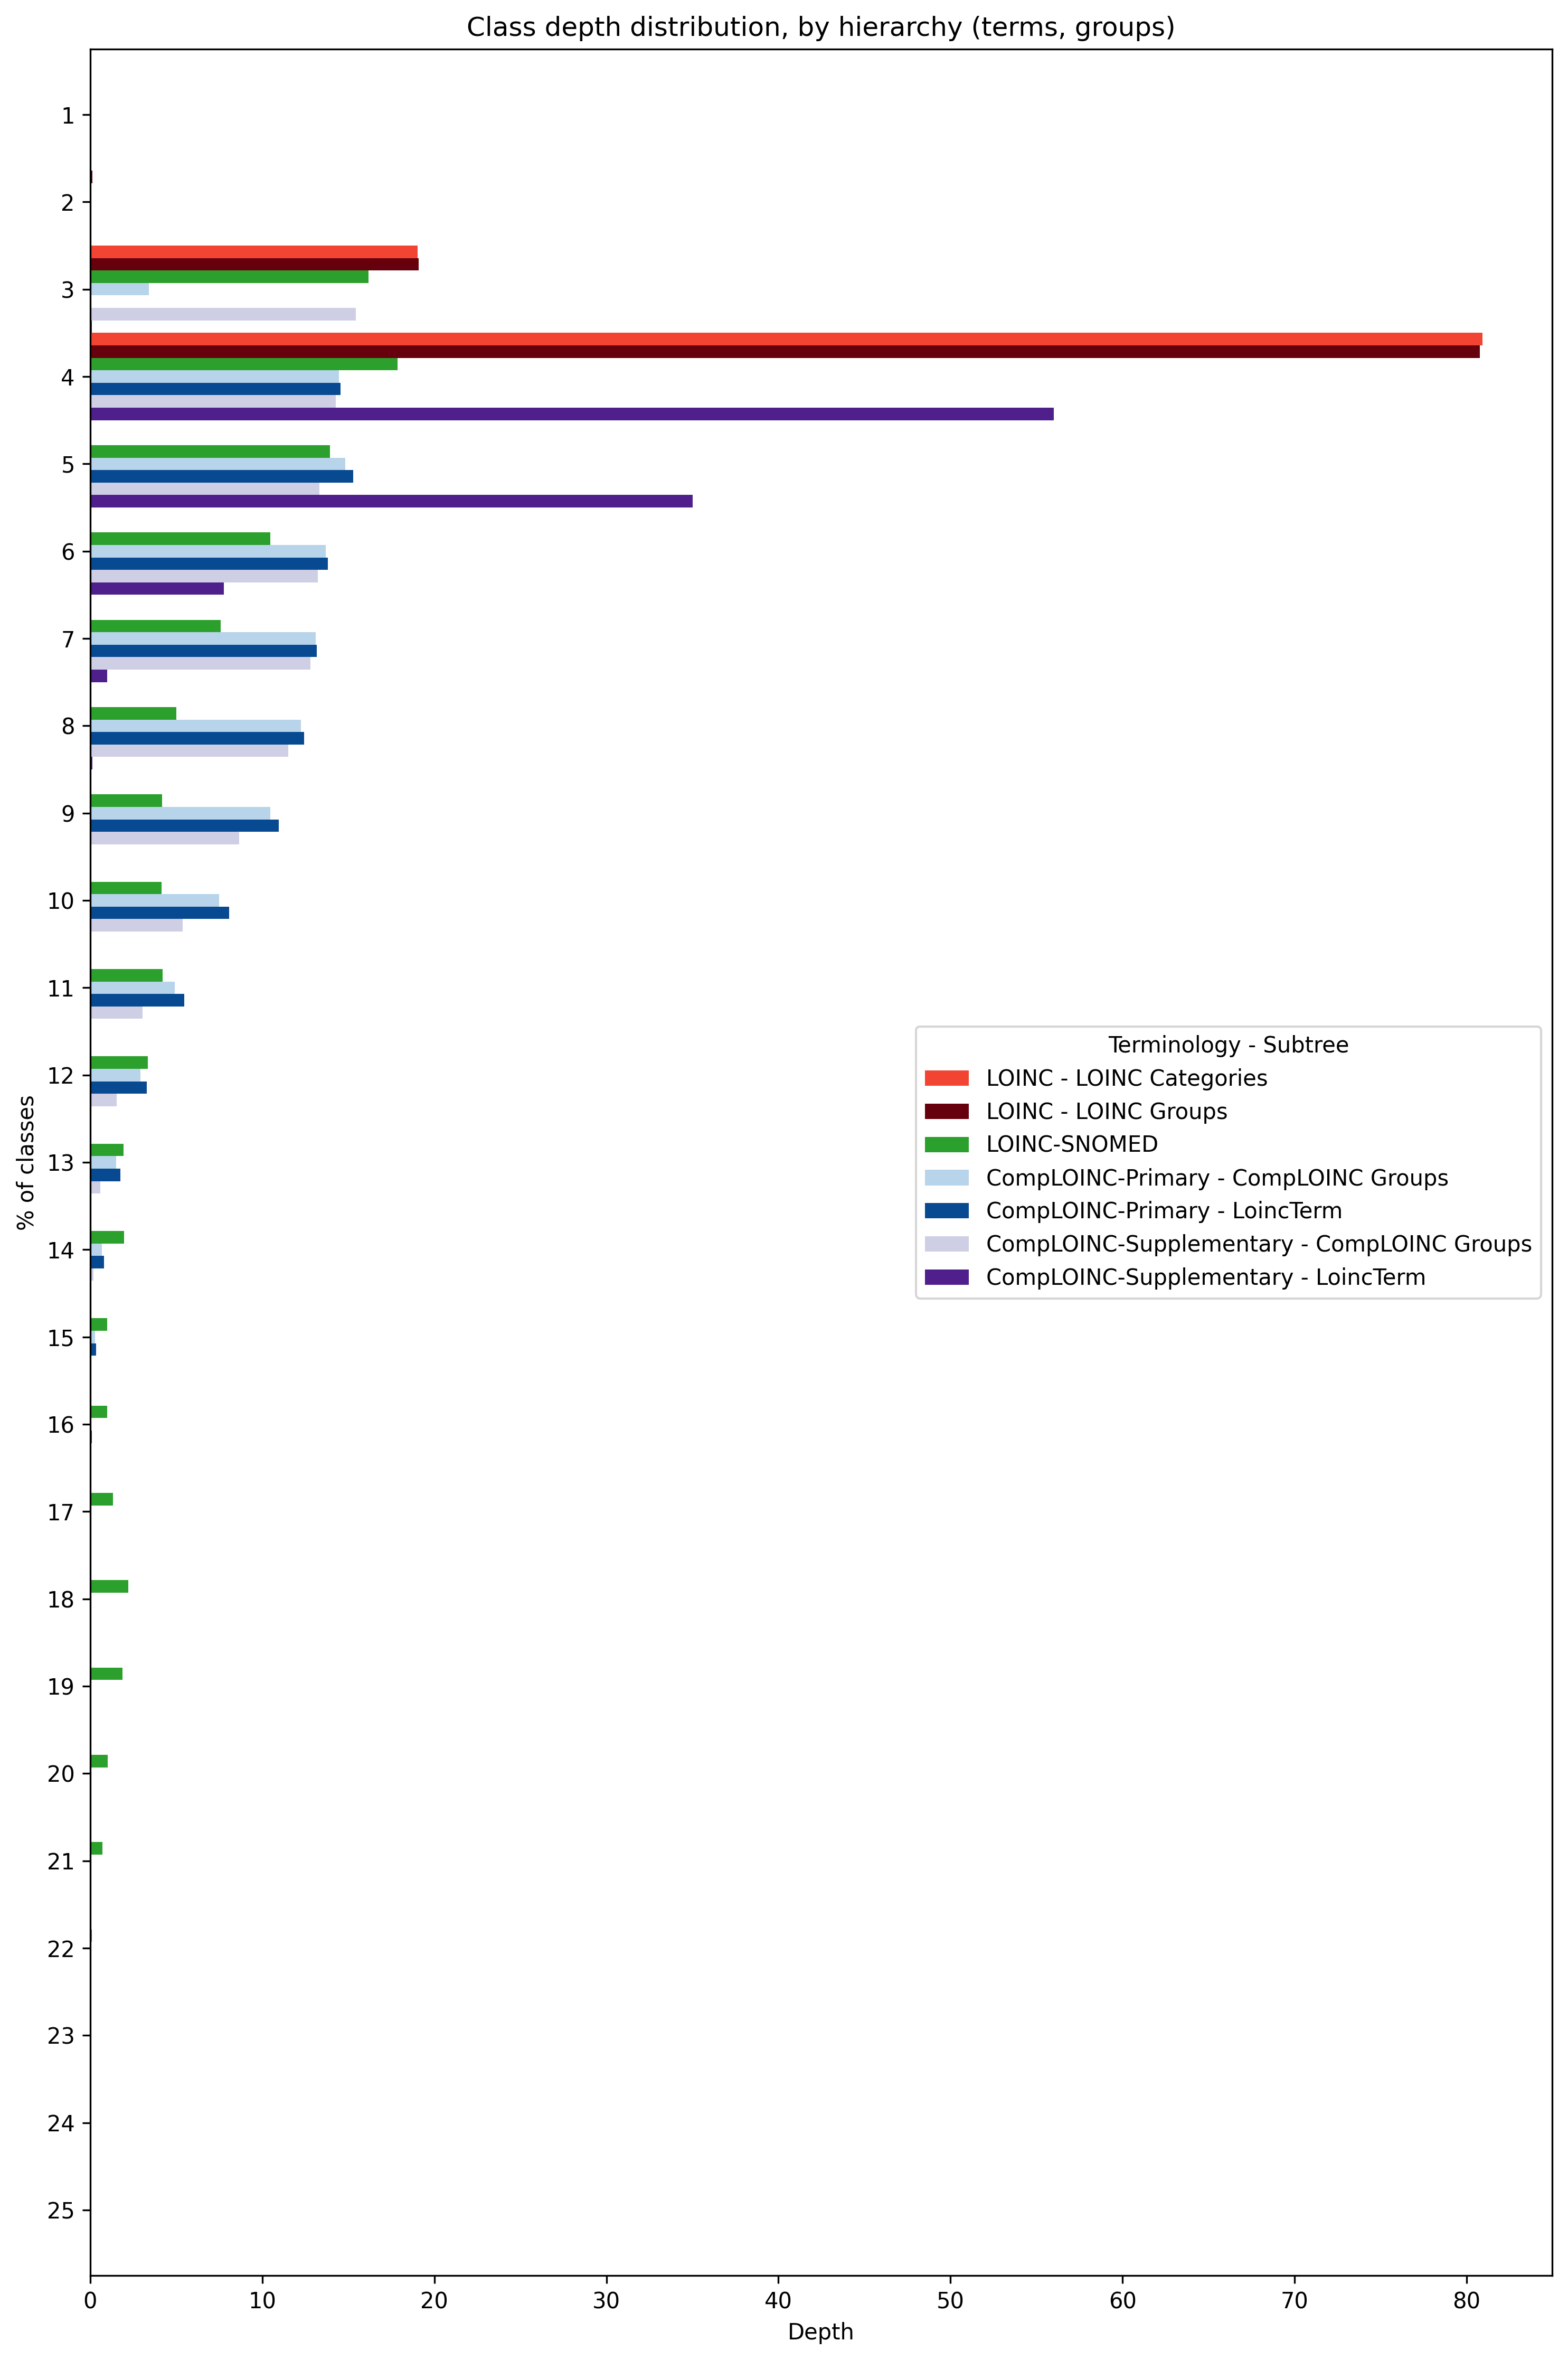 Class depth distribution, by hierarchy (terms, groups)
1
2
3
4
5
6
7
8
9
10
11
12
13
14
15
16
17
18
19
20
21
22
23
24
25
% of classes
Terminology - Subtree
LOINC - LOINC Categories
LOINC - LOINC Groups
LOINC-SNOMED
CompLOINC-Primary - CompLOINC Groups
CompLOINC-Primary - LoincTerm
CompLOINC-Supplementary - CompLOINC Groups
CompLOINC-Supplementary - LoincTerm
0 10 20 30 40 50 60 70 80
Depth